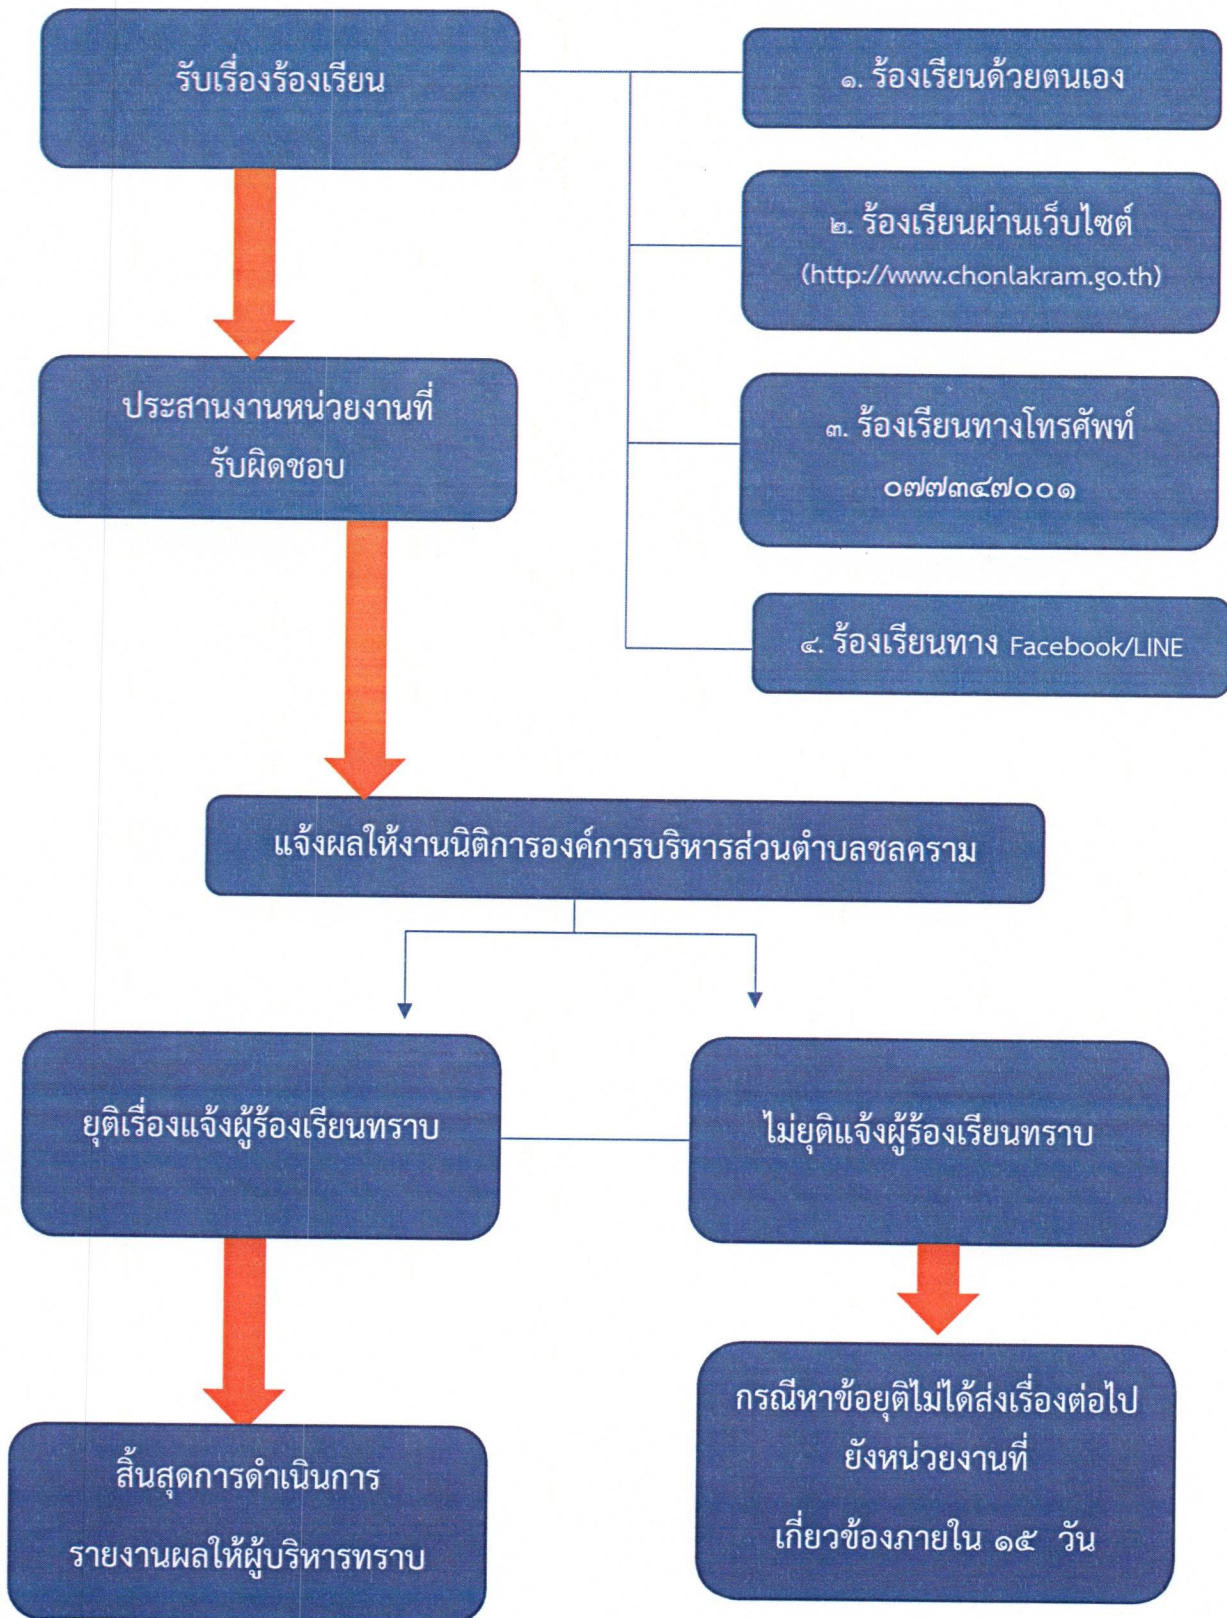 รับเรื่องร้องเรียน
๑. ร้องเรียนด้วยตนเอง
๒. ร้องเรียนผ่านเว็บไซต์
(http://www.chonlakram.go.th)
๓. ร้องเรียนทางโทรศัพท์
๐๗๗๓๔๗๐๐๑
๔. ร้องเรียนทาง Facebook/LINE
ประสานงานหน่วยงานที่
รับผิดชอบ
แจ้งผลให้งานนิติการองค์การบริหารส่วนตำบลชลคราม
ยุติเรื่องแจ้งผู้ร้องเรียนทราบ
ไม่ยุติแจ้งผู้ร้องเรียนทราบ
สิ้นสุดการดำเนินการ
รายงานผลให้ผู้บริหารทราบ
กรณีหาข้อยุติไม่ได้ส่งเรื่องต่อไป
ยังหน่วยงานที่
เกี่ยวข้องภายใน ๑๕ วัน